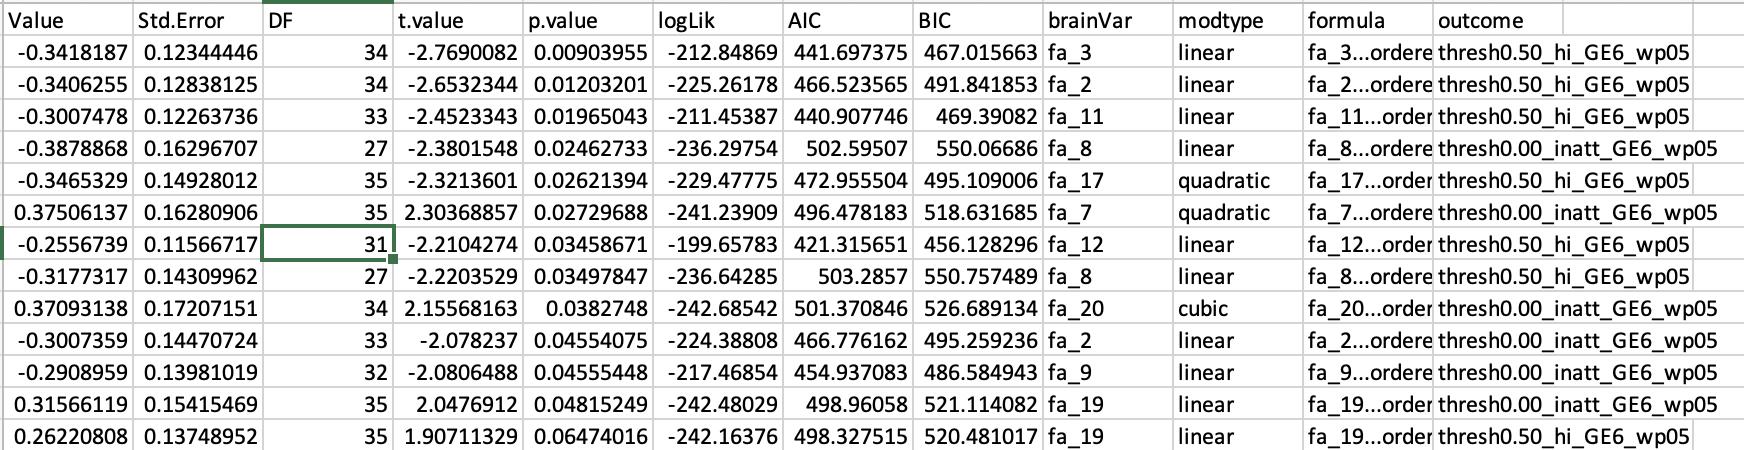 Value Std.Error DF t.value p.value logLik AIC BIC brainVar modtype formula outcome
-0.3418187 0.12344446 34 -2.7690082 0.00903955 -212.84869 441.697375 467.015663 fa_3 linear fa_3...ordere thresh0.50_hi_GE6_wp05
-0.3406255 0.12838125 34 -2.6532344 0.01203201 -225.26178 466.523565 491.841853 fa_2 linear fa_2...ordere thresh0.50_hi_GE6_wp05
-0.3007478 0.12263736 33 -2.4523343 0.01965043 -211.45387 440.907746 469.39082 fa_11 linear fa_11...order thresh0.50_hi_GE6_wp05
-0.3878868 0.16296707 27 -2.3801548 0.02462733 -236.29754 502.59507 550.06686 fa_8 linear fa_8...ordere thresh0.00_inatt_GE6_wp05
-0.3465329 0.14928012 35 -2.3213601 0.02621394 -229.47775 472.955504 495.109006 fa_17 quadratic fa_17...order thresh0.50_hi_GE6_wp05
0.37506137 0.16280906 35 2.30368857 0.02729688 -241.23909 496.478183 518.631685 fa_7 quadratic fa_7...ordere thresh0.00_inatt_GE6_wp05
-0.2556739 0.11566717 31 -2.2104274 0.03458671 -199.65783 421.315651 456.128296 fa_12 linear fa_12...order thresh0.50_hi_GE6_wp05
-0.3177317 0.14309962 27 -2.2203529 0.03497847 -236.64285 503.2857 550.757489 fa_8 linear fa_8...ordere thresh0.50_hi_GE6_wp05
0.37093138 0.17207151 34 2.15568163 0.0382748 -242.68542 501.370846 526.689134 fa_20 cubic fa_20...order thresh0.00_inatt_GE6_wp05
-0.3007359 0.14470724 33 -2.078237 0.04554075 -224.38808 466.776162 495.259236 fa_2 linear fa_2...ordere thresh0.00_inatt_GE6_wp05
-0.2908959 0.13981019 32 -2.0806488 0.04555448 -217.46854 454.937083 486.584943 fa_9 linear fa_9...ordere thresh0.00_inatt_GE6_wp05
0.31566119 0.15415469 35 2.0476912 0.04815249 -242.48029 498.96058 521.114082 fa_19 linear fa_19...order thresh0.00_inatt_GE6_wp05
0.26220808 0.13748952 35 1.90711329 0.06474016 -242.16376 498.327515 520.481017 fa_19 linear fa_19...order thresh0.50_hi_GE6_wp05